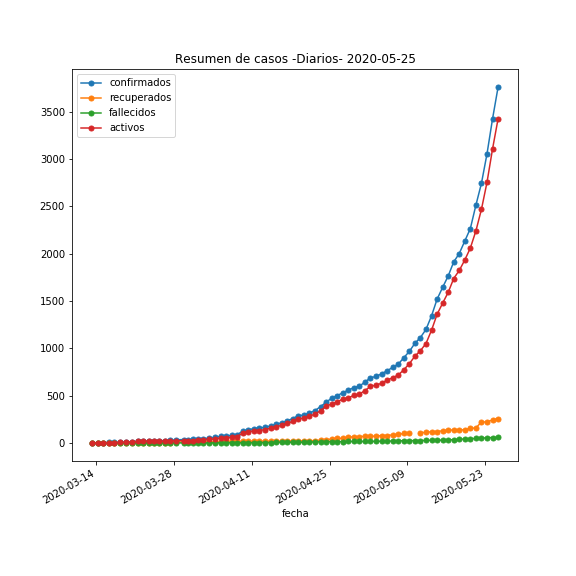 Resumen de casos -Diarios- 2020-05-25
confirmados
recuperados
fallecidos
activos
3500
3000
2500
2000
1500
1000
500
0
2020-03-14
2020-03-28
2020-04-11
2020-04-25
2020-05-09
2020-05-23
fecha